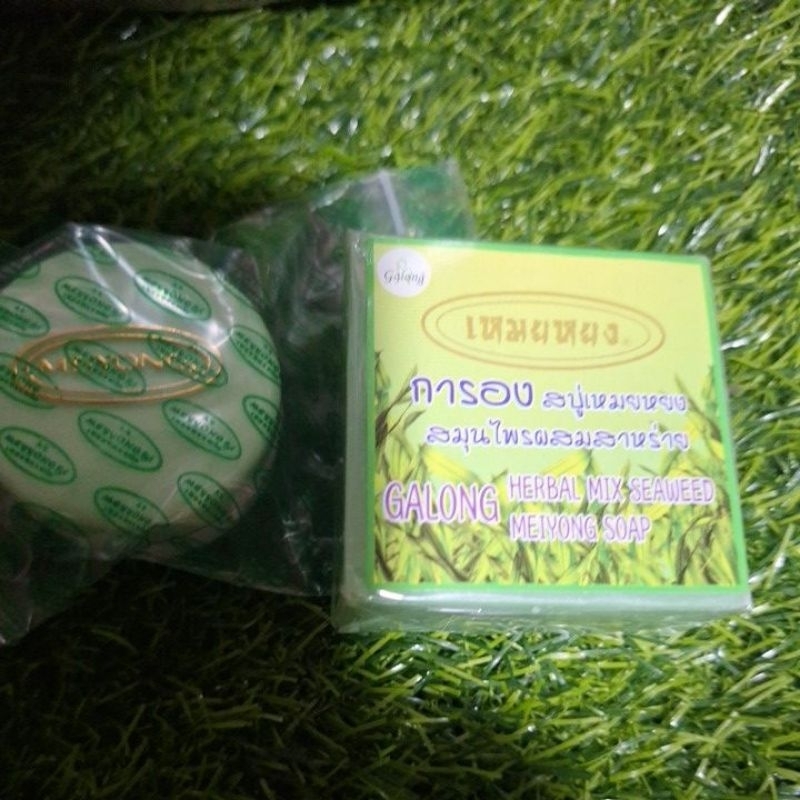 Galong
เหมยหยง
การอง สบู่เหมยหยง
สมุนไพรผสมสาหร่าย
GALONG HERBAL MIX SEAWEED
MEIYONG SOAP
MEIYONG